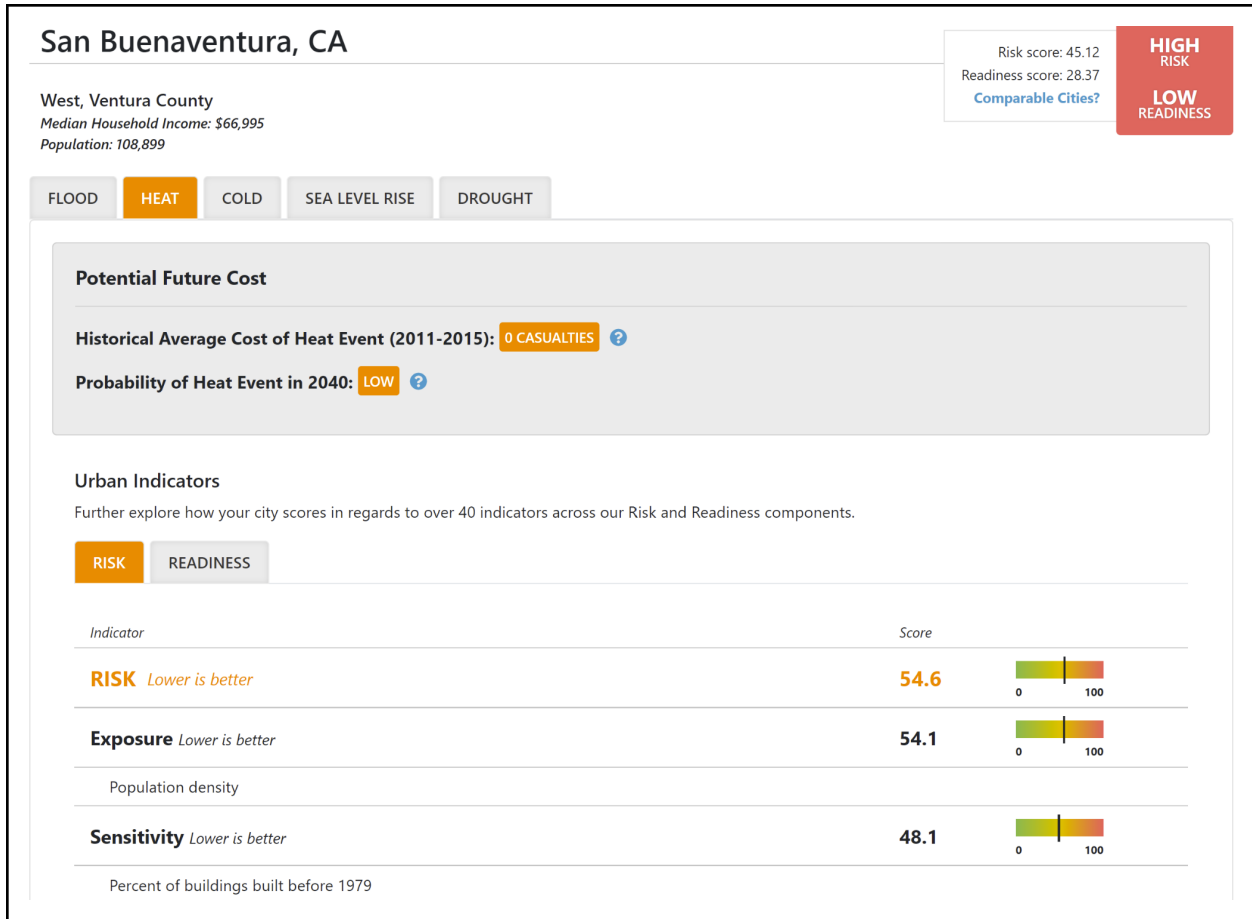 San Buenaventura, CA
Risk score: 45.12
Readiness score: 28.37
Comparable Cities?
HIGH
RISK
LOW
READINESS
West, Ventura County
Median Household Income: $66,995
Population: 108,899
FLOOD HEAT COLD SEA LEVEL RISE DROUGHT
Potential Future Cost
Historical Average Cost of Heat Event (2011-2015): 0 CASUALTIES ?
Probability of Heat Event in 2040: LOW ?
Urban Indicators
Further explore how your city scores in regards to over 40 indicators across our Risk and Readiness components.
RISK READINESS
Indicator Score
RISK Lower is better 54.6
0 100
Exposure Lower is better 54.1
0 100
Population density
Sensitivity Lower is better 48.1
0 100
Percent of buildings built before 1979